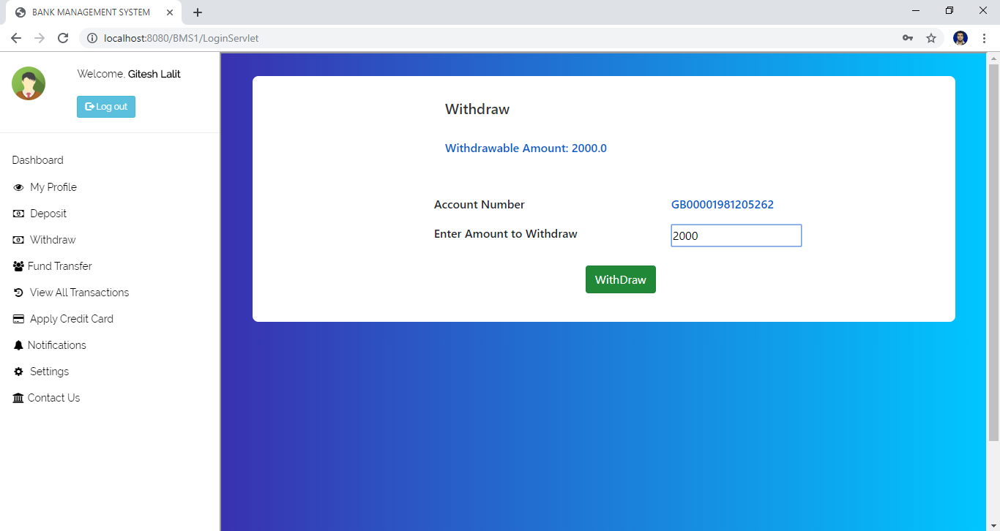 BANK MANAGEMENT SYSTEM
localhost:8080/BMS1/LoginServlet
Welcome, Gitesh Lalit
Log out
Dashboard
My Profile
Deposit
Withdraw
Fund Transfer
View All Transactions
Apply Credit Card
Notifications
Settings
Contact Us
Withdraw
Withdrawable Amount: 2000.0
Account Number GB00001981205262
Enter Amount to Withdraw 2000
WithDraw